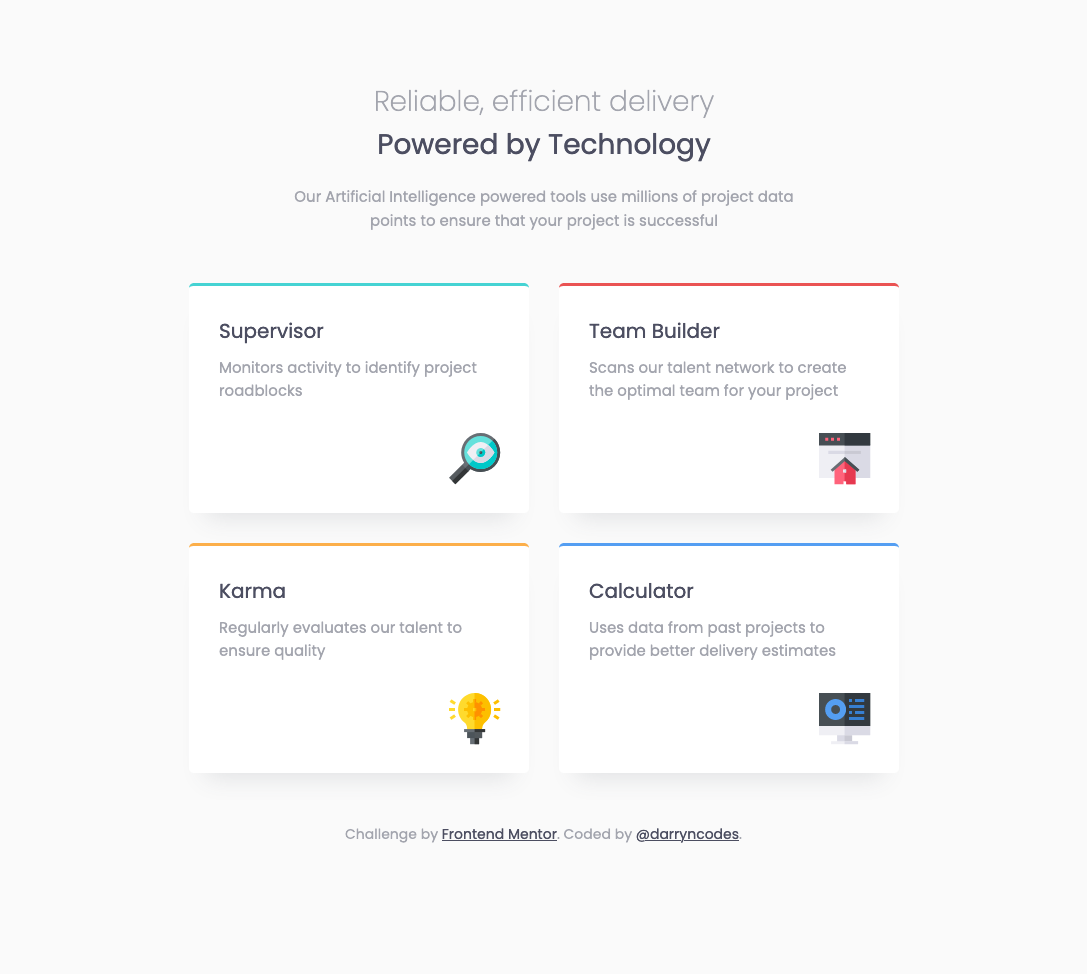 Reliable, efficient delivery
Powered by Technology
Our Artificial Intelligence powered tools use millions of project data
points to ensure that your project is successful
Supervisor
Monitors activity to identify project
roadblocks
Team Builder
Scans our talent network to create
the optimal team for your project
Karma
Regularly evaluates our talent to
ensure quality
Calculator
Uses data from past projects to
provide better delivery estimates
Challenge by Frontend Mentor. Coded by @darryncodes.